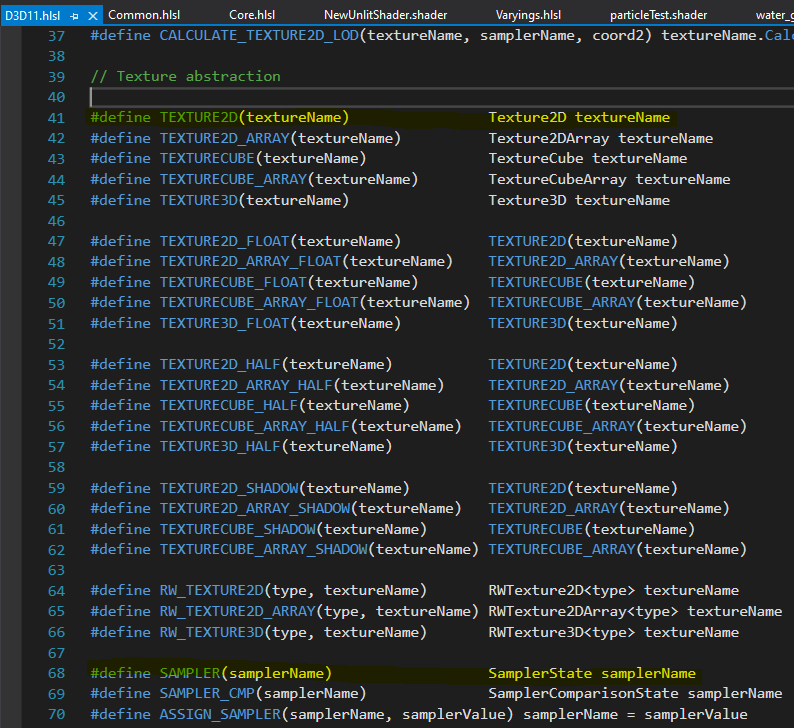 D3D11.hlsl Common.hlsl Core.hlsl NewUnlitShader.shader Varyings.hlsl particleTest.shader water_
37 #define CALCULATE_TEXTURE2D_LOD(textureName, samplerName, coord2) textureName.Calc
38
39 // Texture abstraction
40
41 #define TEXTURE2D(textureName) Texture2D textureName
42 #define TEXTURE2D_ARRAY(textureName) Texture2DArray textureName
43 #define TEXTURECUBE(textureName) TextureCube textureName
44 #define TEXTURECUBE_ARRAY(textureName) TextureCubeArray textureName
45 #define TEXTURE3D(textureName) Texture3D textureName
46
47 #define TEXTURE2D_FLOAT(textureName) TEXTURE2D(textureName)
48 #define TEXTURE2D_ARRAY_FLOAT(textureName) TEXTURE2D_ARRAY(textureName)
49 #define TEXTURECUBE_FLOAT(textureName) TEXTURECUBE(textureName)
50 #define TEXTURECUBE_ARRAY_FLOAT(textureName) TEXTURECUBE_ARRAY(textureName)
51 #define TEXTURE3D_FLOAT(textureName) TEXTURE3D(textureName)
52
53 #define TEXTURE2D_HALF(textureName) TEXTURE2D(textureName)
54 #define TEXTURE2D_ARRAY_HALF(textureName) TEXTURE2D_ARRAY(textureName)
55 #define TEXTURECUBE_HALF(textureName) TEXTURECUBE(textureName)
56 #define TEXTURECUBE_ARRAY_HALF(textureName) TEXTURECUBE_ARRAY(textureName)
57 #define TEXTURE3D_HALF(textureName) TEXTURE3D(textureName)
58
59 #define TEXTURE2D_SHADOW(textureName) TEXTURE2D(textureName)
60 #define TEXTURE2D_ARRAY_SHADOW(textureName) TEXTURE2D_ARRAY(textureName)
61 #define TEXTURECUBE_SHADOW(textureName) TEXTURECUBE(textureName)
62 #define TEXTURECUBE_ARRAY_SHADOW(textureName) TEXTURECUBE_ARRAY(textureName)
63
64 #define RW_TEXTURE2D(type, textureName) RWTexture2D<type> textureName
65 #define RW_TEXTURE2D_ARRAY(type, textureName) RWTexture2DArray<type> textureName
66 #define RW_TEXTURE3D(type, textureName) RWTexture3D<type> textureName
67
68 #define SAMPLER(samplerName) SamplerState samplerName
69 #define SAMPLER_CMP(samplerName) SamplerComparisonState samplerName
70 #define ASSIGN_SAMPLER(samplerName, samplerValue) samplerName = samplerValue